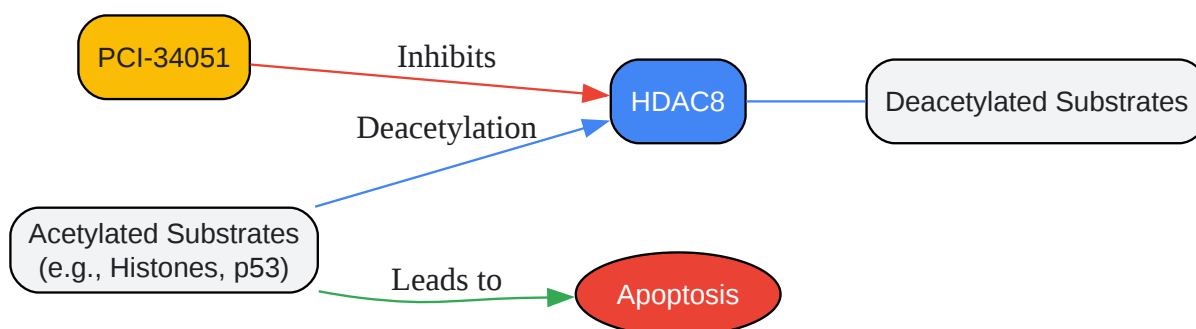 PCI-34051
Inhibits
HDAC8
Deacetylated Substrates
Deacetylation
Acetylated Substrates
(e.g., Histones, p53)
Leads to
Apoptosis